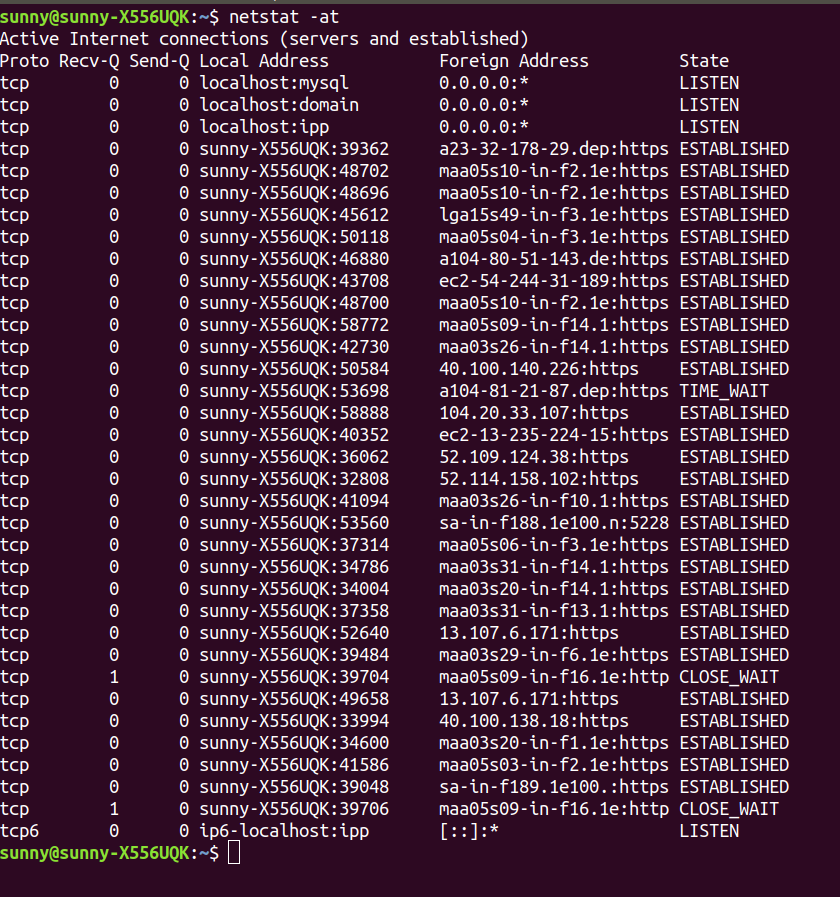 sunny@sunny-X556UQK:~$ netstat -at
Active Internet connections (servers and established)
Proto Recv-Q Send-Q Local Address           Foreign Address         State
tcp        0      0 localhost:mysql         0.0.0.0:*               LISTEN
tcp        0      0 localhost:domain        0.0.0.0:*               LISTEN
tcp        0      0 localhost:ipp           0.0.0.0:*               LISTEN
tcp        0      0 sunny-X556UQK:39362     a23-32-178-29.dep:https ESTABLISHED
tcp        0      0 sunny-X556UQK:48702     maa05s10-in-f2.1e:https ESTABLISHED
tcp        0      0 sunny-X556UQK:48696     maa05s10-in-f2.1e:https ESTABLISHED
tcp        0      0 sunny-X556UQK:45612     lga15s49-in-f3.1e:https ESTABLISHED
tcp        0      0 sunny-X556UQK:50118     maa05s04-in-f3.1e:https ESTABLISHED
tcp        0      0 sunny-X556UQK:46880     a104-80-51-143.de:https ESTABLISHED
tcp        0      0 sunny-X556UQK:43708     ec2-54-244-31-189:https ESTABLISHED
tcp        0      0 sunny-X556UQK:48700     maa05s10-in-f2.1e:https ESTABLISHED
tcp        0      0 sunny-X556UQK:58772     maa05s09-in-f14.1:https ESTABLISHED
tcp        0      0 sunny-X556UQK:42730     maa03s26-in-f14.1:https ESTABLISHED
tcp        0      0 sunny-X556UQK:50584     40.100.140.226:https    ESTABLISHED
tcp        0      0 sunny-X556UQK:53698     a104-81-21-87.dep:https TIME_WAIT
tcp        0      0 sunny-X556UQK:58888     104.20.33.107:https     ESTABLISHED
tcp        0      0 sunny-X556UQK:40352     ec2-13-235-224-15:https ESTABLISHED
tcp        0      0 sunny-X556UQK:36062     52.109.124.38:https     ESTABLISHED
tcp        0      0 sunny-X556UQK:32808     52.114.158.102:https    ESTABLISHED
tcp        0      0 sunny-X556UQK:41094     maa03s26-in-f10.1:https ESTABLISHED
tcp        0      0 sunny-X556UQK:53560     sa-in-f188.1e100.n:5228 ESTABLISHED
tcp        0      0 sunny-X556UQK:37314     maa05s06-in-f3.1e:https ESTABLISHED
tcp        0      0 sunny-X556UQK:34786     maa03s31-in-f14.1:https ESTABLISHED
tcp        0      0 sunny-X556UQK:34004     maa03s20-in-f14.1:https ESTABLISHED
tcp        0      0 sunny-X556UQK:37358     maa03s31-in-f13.1:https ESTABLISHED
tcp        0      0 sunny-X556UQK:52640     13.107.6.171:https      ESTABLISHED
tcp        0      0 sunny-X556UQK:39484     maa03s29-in-f6.1e:https ESTABLISHED
tcp        1      0 sunny-X556UQK:39704     maa05s09-in-f16.1e:http CLOSE_WAIT
tcp        0      0 sunny-X556UQK:49658     13.107.6.171:https      ESTABLISHED
tcp        0      0 sunny-X556UQK:33994     40.100.138.18:https     ESTABLISHED
tcp        0      0 sunny-X556UQK:34600     maa03s20-in-f1.1e:https ESTABLISHED
tcp        0      0 sunny-X556UQK:41586     maa05s03-in-f2.1e:https ESTABLISHED
tcp        0      0 sunny-X556UQK:39048     sa-in-f189.1e100.:https ESTABLISHED
tcp        1      0 sunny-X556UQK:39706     maa05s09-in-f16.1e:http CLOSE_WAIT
tcp6       0      0 ip6-localhost:ipp       [::]:*                  LISTEN
sunny@sunny-X556UQK:~$